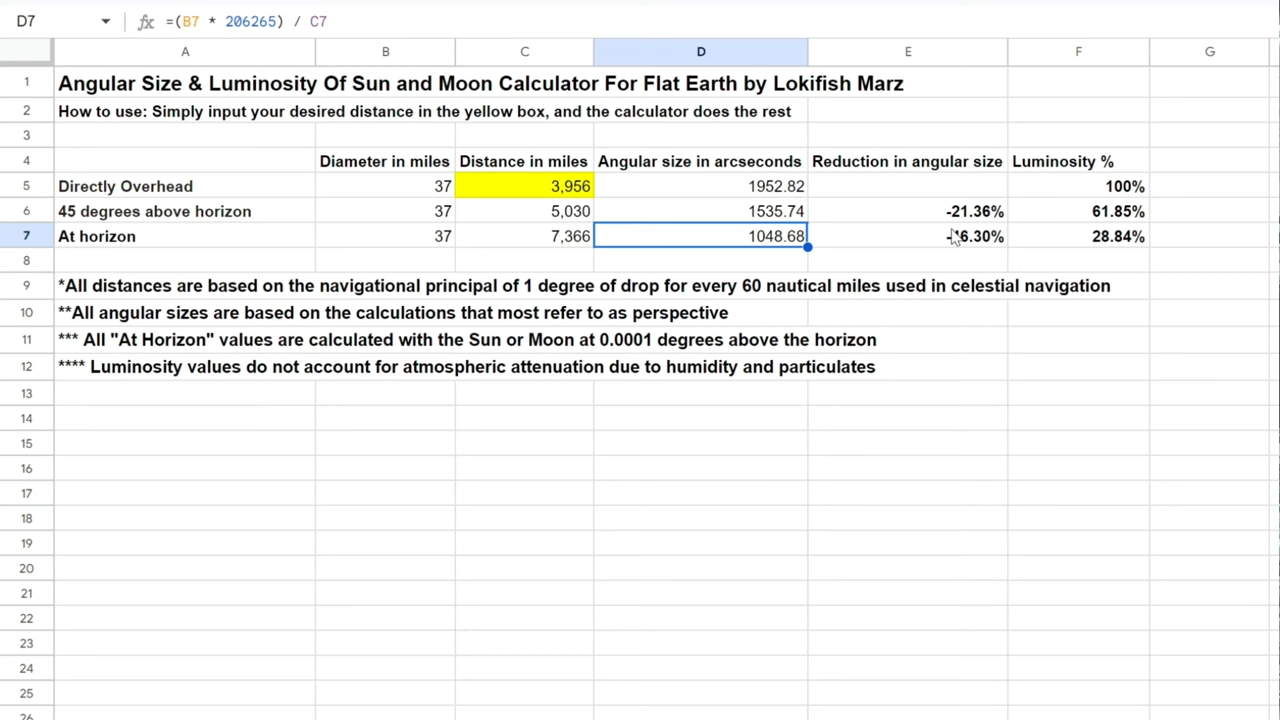 D7 fx =(B7 * 206265) / C7
A B C D E F G
1 Angular Size & Luminosity Of Sun and Moon Calculator For Flat Earth by Lokifish Marz
2 How to use: Simply input your desired distance in the yellow box, and the calculator does the rest
3
4 Diameter in miles Distance in miles Angular size in arcseconds Reduction in angular size Luminosity %
5 Directly Overhead 37 3,956 1952.82 100%
6 45 degrees above horizon 37 5,030 1535.74 -21.36% 61.85%
7 At horizon 37 7,366 1048.68 28.84%
8
9 *All distances are based on the navigational principal of 1 degree of drop for every 60 nautical miles used in celestial navigation
10 **All angular sizes are based on the calculations that most refer to as perspective
11 *** All "At Horizon" values are calculated with the Sun or Moon at 0.0001 degrees above the horizon
12 **** Luminosity values do not account for atmospheric attenuation due to humidity and particulates
13
14
15
16
17
18
19
20
21
22
23
24
25
26